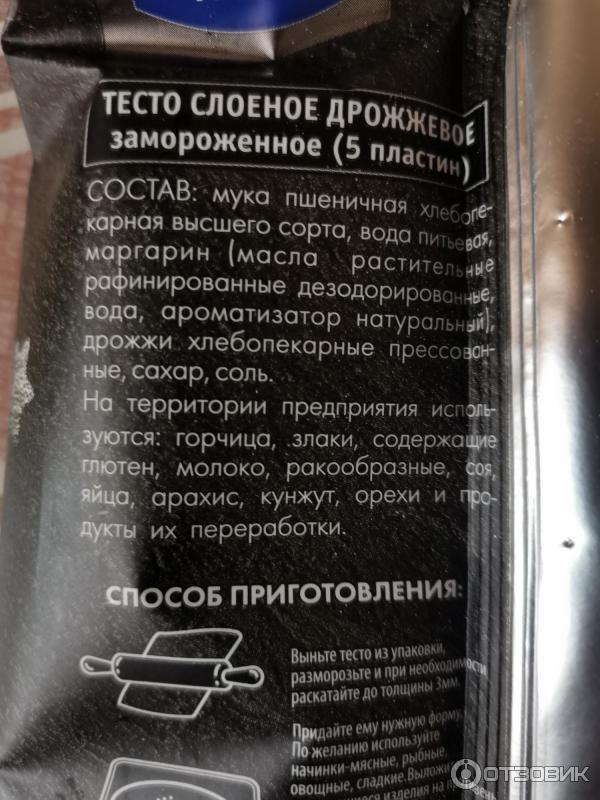 ТЕСТО СЛОЕНОЕ ДРОЖЖЕВОЕ
замороженное (5 пластин)
СОСТАВ: мука пшеничная хлебопе-
карная высшего сорта, вода питьевая,
маргарин (масла растительные
рафинированные дезодорированные,
вода, ароматизатор натуральный),
дрожжи хлебопекарные прессован-
ные, сахар, соль.
На территории предприятия исполь-
зуются: горчица, злаки, содержащие
глютен, молоко, ракообразные, соя,
яйца, арахис, кунжут, орехи и про-
дукты их переработки.
СПОСОБ ПРИГОТОВЛЕНИЯ:
Выньте тесто из упаковки,
разморозьте и при необходимости
раскатайте до толщины 3мм.
Придайте ему нужную форму.
По желанию используйте
начинки-мясные, рыбные,
овощные, сладкие. Выложи
изделия на
ОТЗОВИК